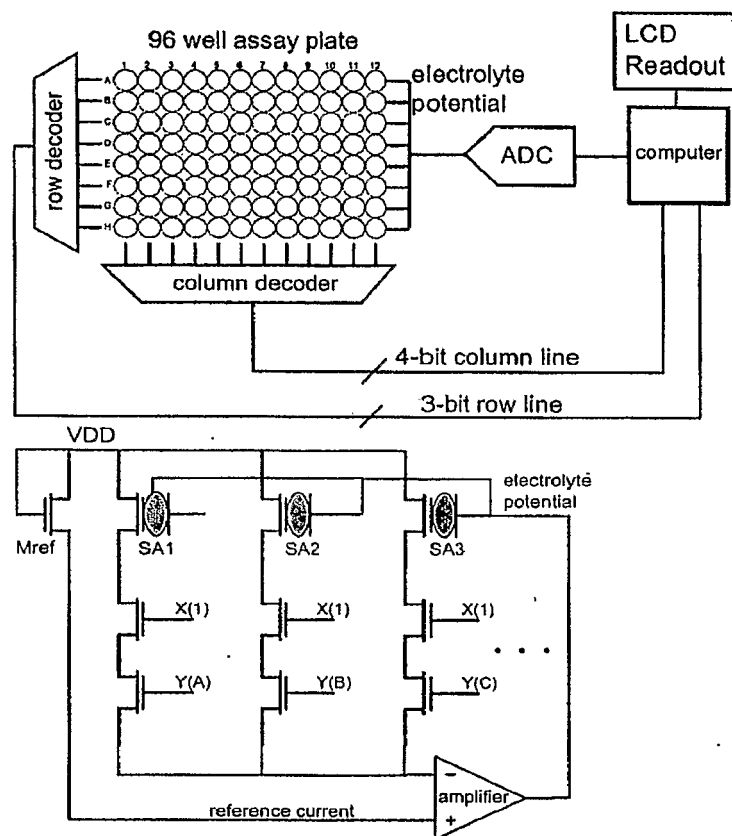 96 well assay plate
1 2 3 4 5 6 7 8 9 10 11 12
A
B
C
D
E
F
G
H
row decoder
column decoder
electrolyte
potential
ADC
LCD
Readout
computer
4-bit column line
3-bit row line
VDD
Mref
SA1
SA2
SA3
electrolyte
potential
X(1)
X(1)
X(1)
Y(A)
Y(B)
Y(C)
reference current
amplifier
−
+